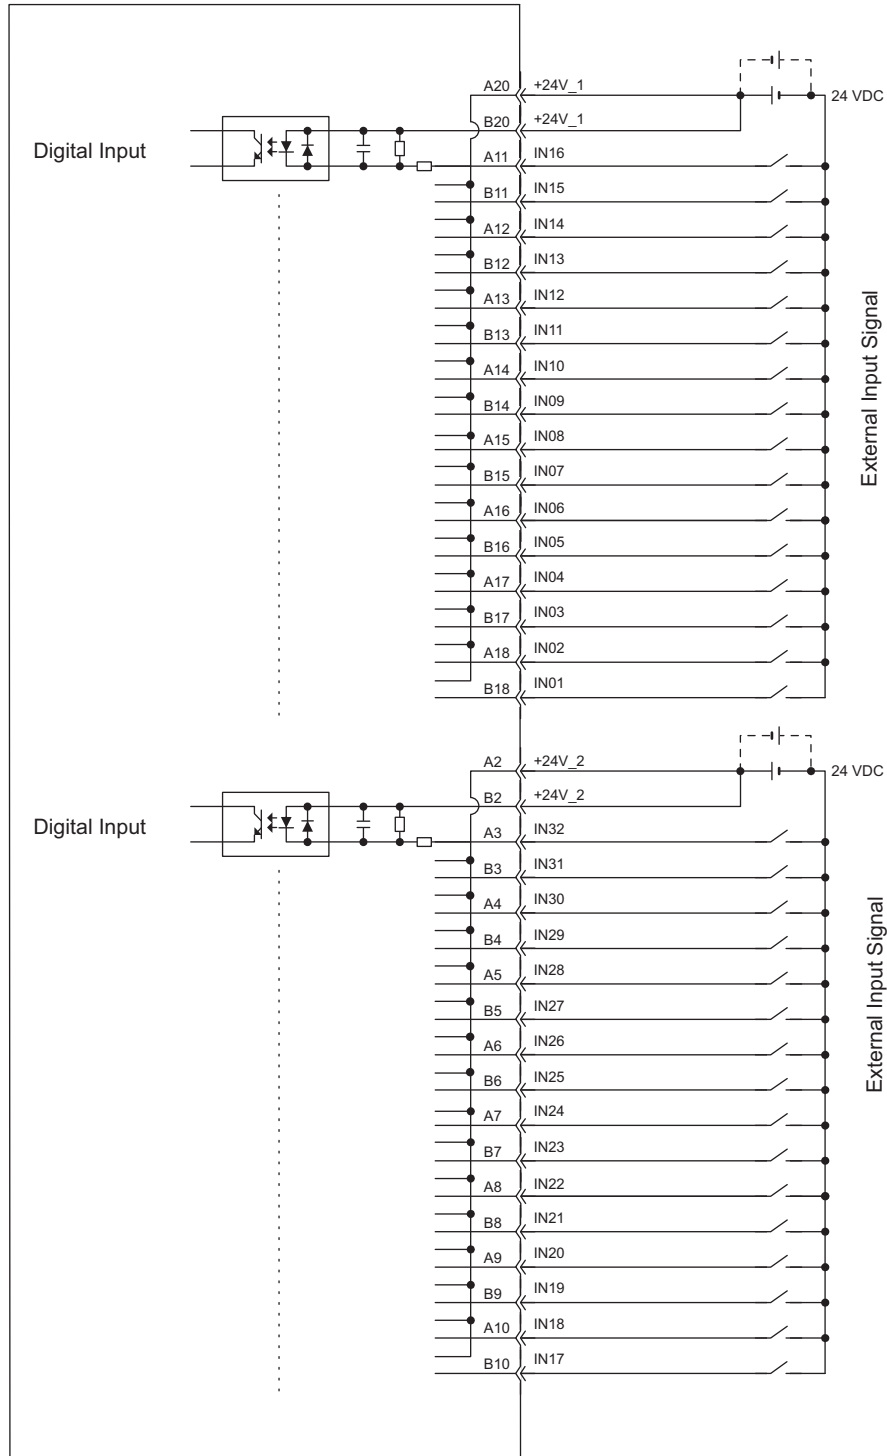 A20 +24V_1
24 VDC
B20 +24V_1
Digital Input
A11 IN16
B11 IN15
A12 IN14
B12 IN13
A13 IN12
B13 IN11
A14 IN10
B14 IN09
A15 IN08
B15 IN07
A16 IN06
B16 IN05
A17 IN04
B17 IN03
A18 IN02
B18 IN01
External Input Signal
A2 +24V_2
24 VDC
B2 +24V_2
Digital Input
A3 IN32
B3 IN31
A4 IN30
B4 IN29
A5 IN28
B5 IN27
A6 IN26
B6 IN25
A7 IN24
B7 IN23
A8 IN22
B8 IN21
A9 IN20
B9 IN19
A10 IN18
B10 IN17
External Input Signal